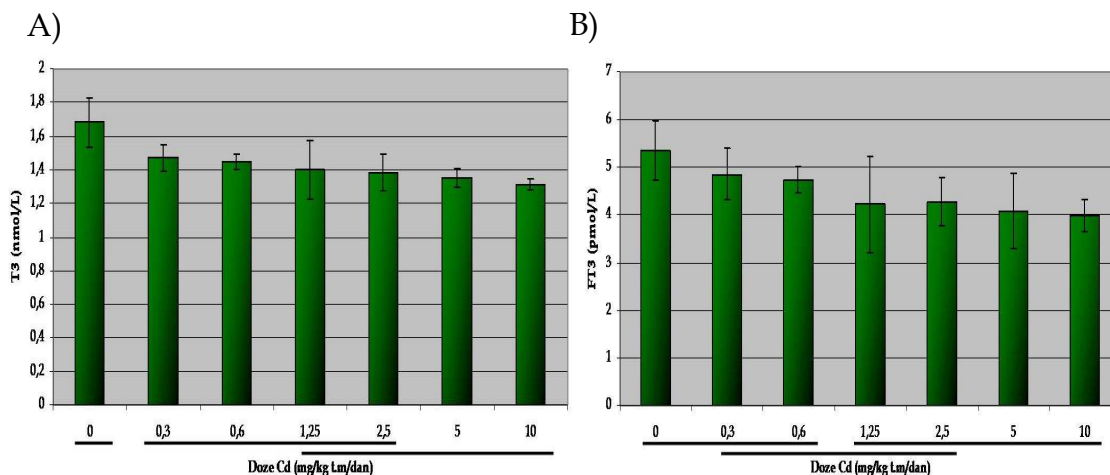 A)
B)
T3 (nmol/L)
2
1,8
1,6
1,4
1,2
1
0,8
0,6
0,4
0,2
0
0 0,3 0,6 1,25 2,5 5 10
Doze Cd (mg/kg t.m/dan)
FT3 (pmol/L)
7
6
5
4
3
2
1
0
0 0,3 0,6 1,25 2,5 5 10
Doze Cd (mg/kg t.m/dan)